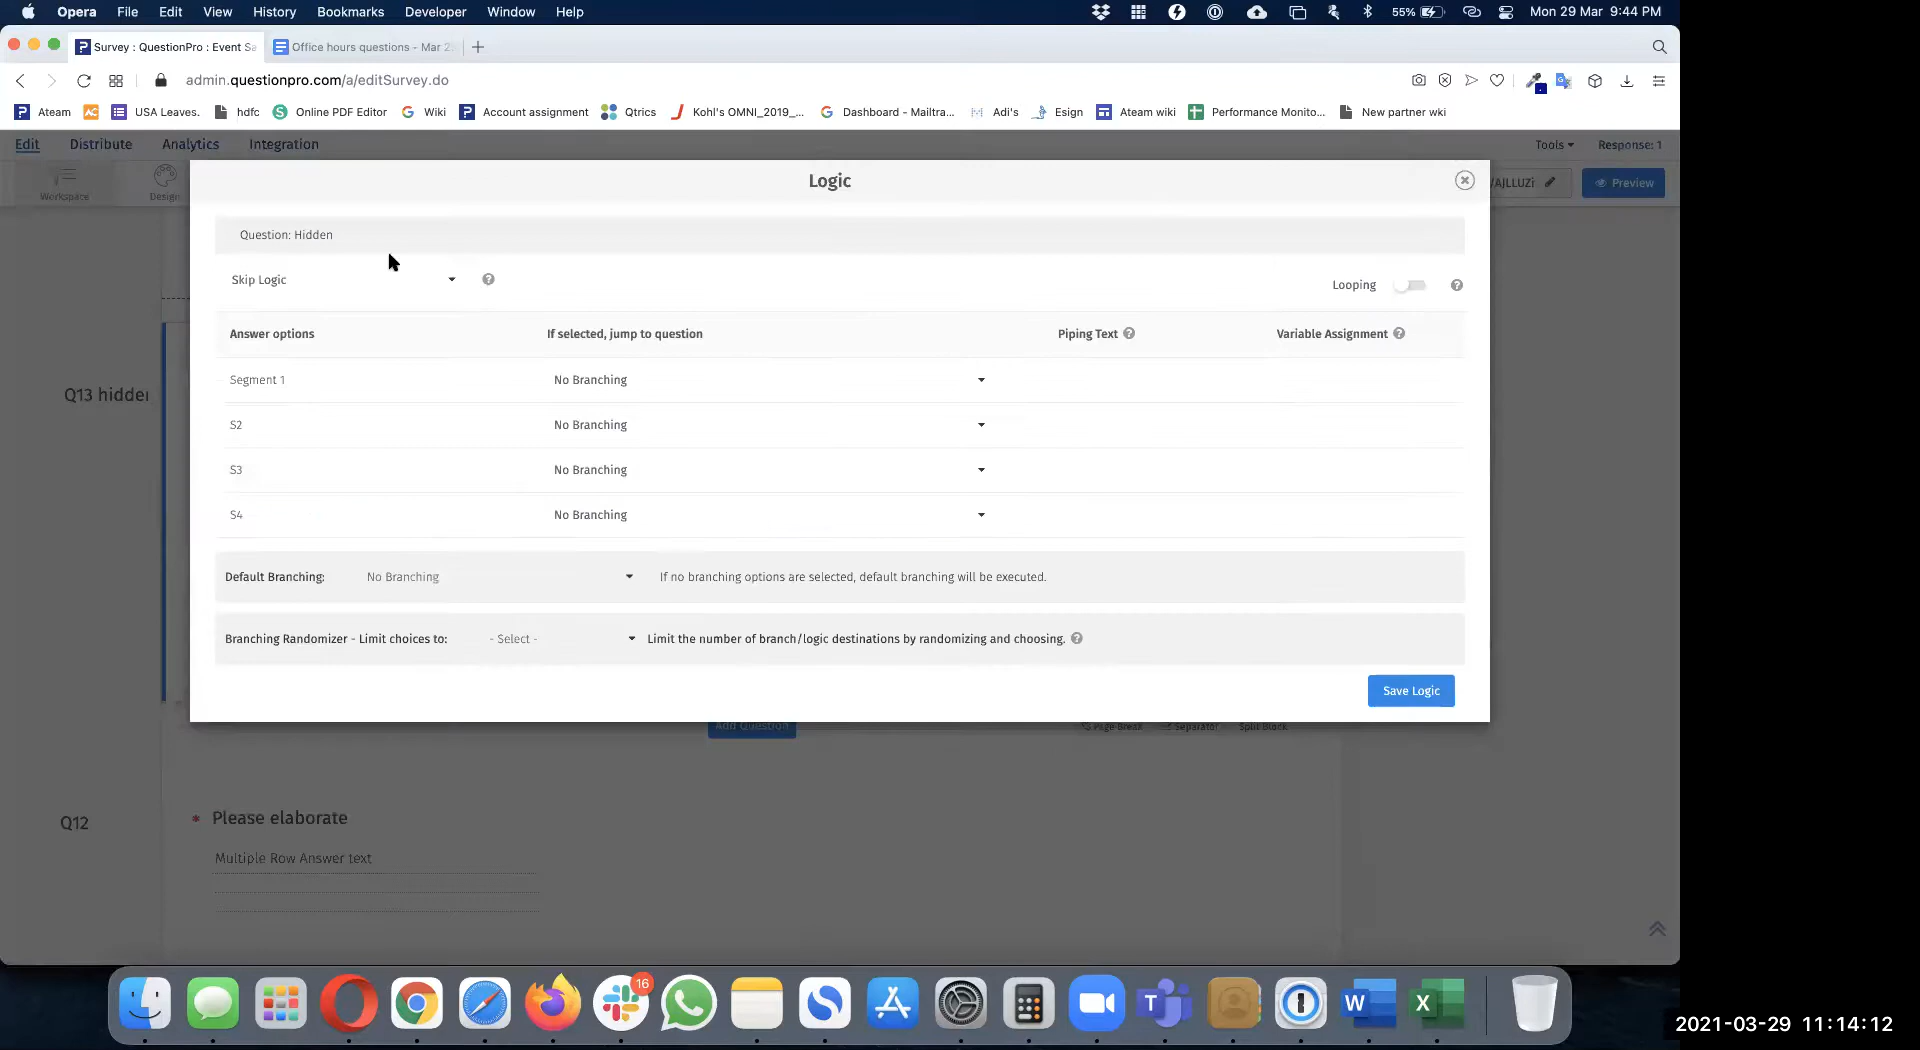 Opera File Edit View History Bookmarks Developer Window Help 55% Mon 29 Mar 9:44 PM
Survey : QuestionPro : Event Sa Office hours questions - Mar 2
admin.questionpro.com/a/editSurvey.do
Ateam USA Leaves. hdfc Online PDF Editor Wiki Account assignment Qtrics Kohl's OMNI_2019_... Dashboard - Mailtra... Adi's Esign Ateam wiki Performance Monito... New partner wki
Edit Distribute Analytics Integration Tools Response: 1
Workspace Design /AJLLUZi Preview
Logic
Question: Hidden
Skip Logic Looping
Answer options If selected, jump to question Piping Text Variable Assignment
Segment 1 No Branching
S2 No Branching
S3 No Branching
S4 No Branching
Q13 hidden
Default Branching: No Branching If no branching options are selected, default branching will be executed.
Branching Randomizer - Limit choices to: - Select - Limit the number of branch/logic destinations by randomizing and choosing.
Save Logic
Add Question Page Break Separator Split Block
Q12 * Please elaborate
Multiple Row Answer text
16
T W X
2021-03-29 11:14:12